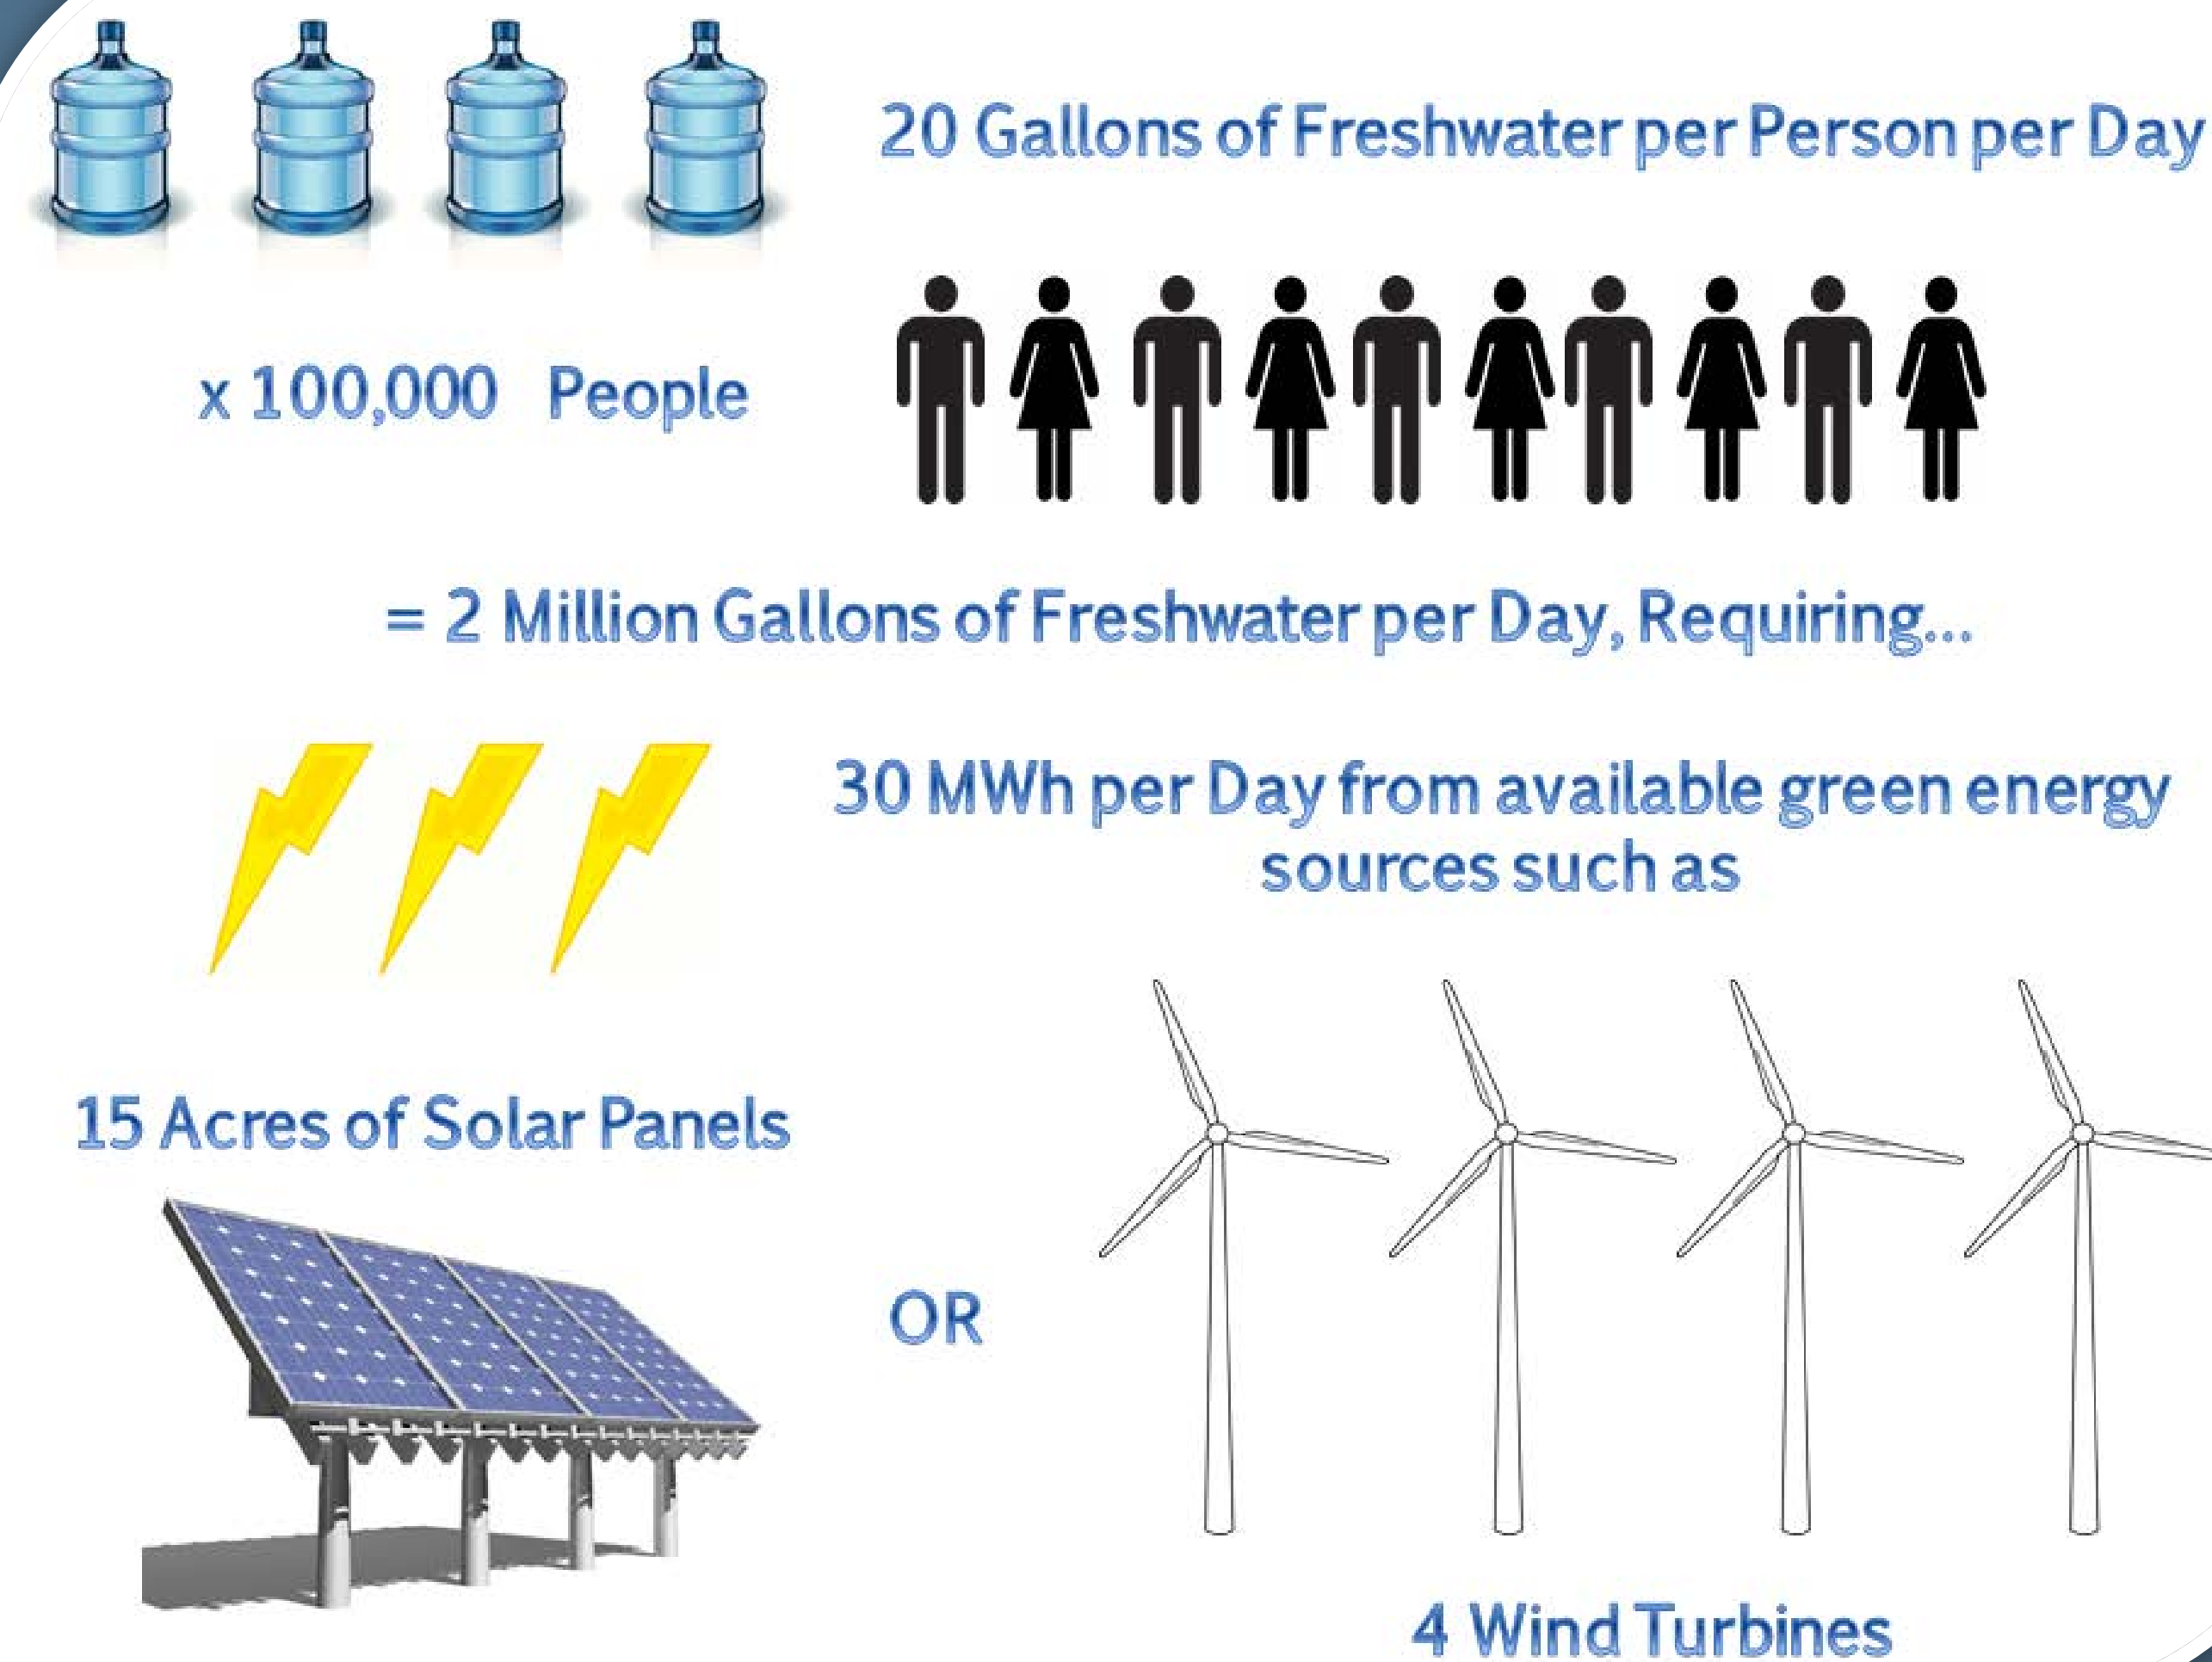 20 Gallons of Freshwater per Person per Day
x 100,000 People
= 2 Million Gallons of Freshwater per Day, Requiring...
30 MWh per Day from available green energy
sources such as
15 Acres of Solar Panels
OR
4 Wind Turbines